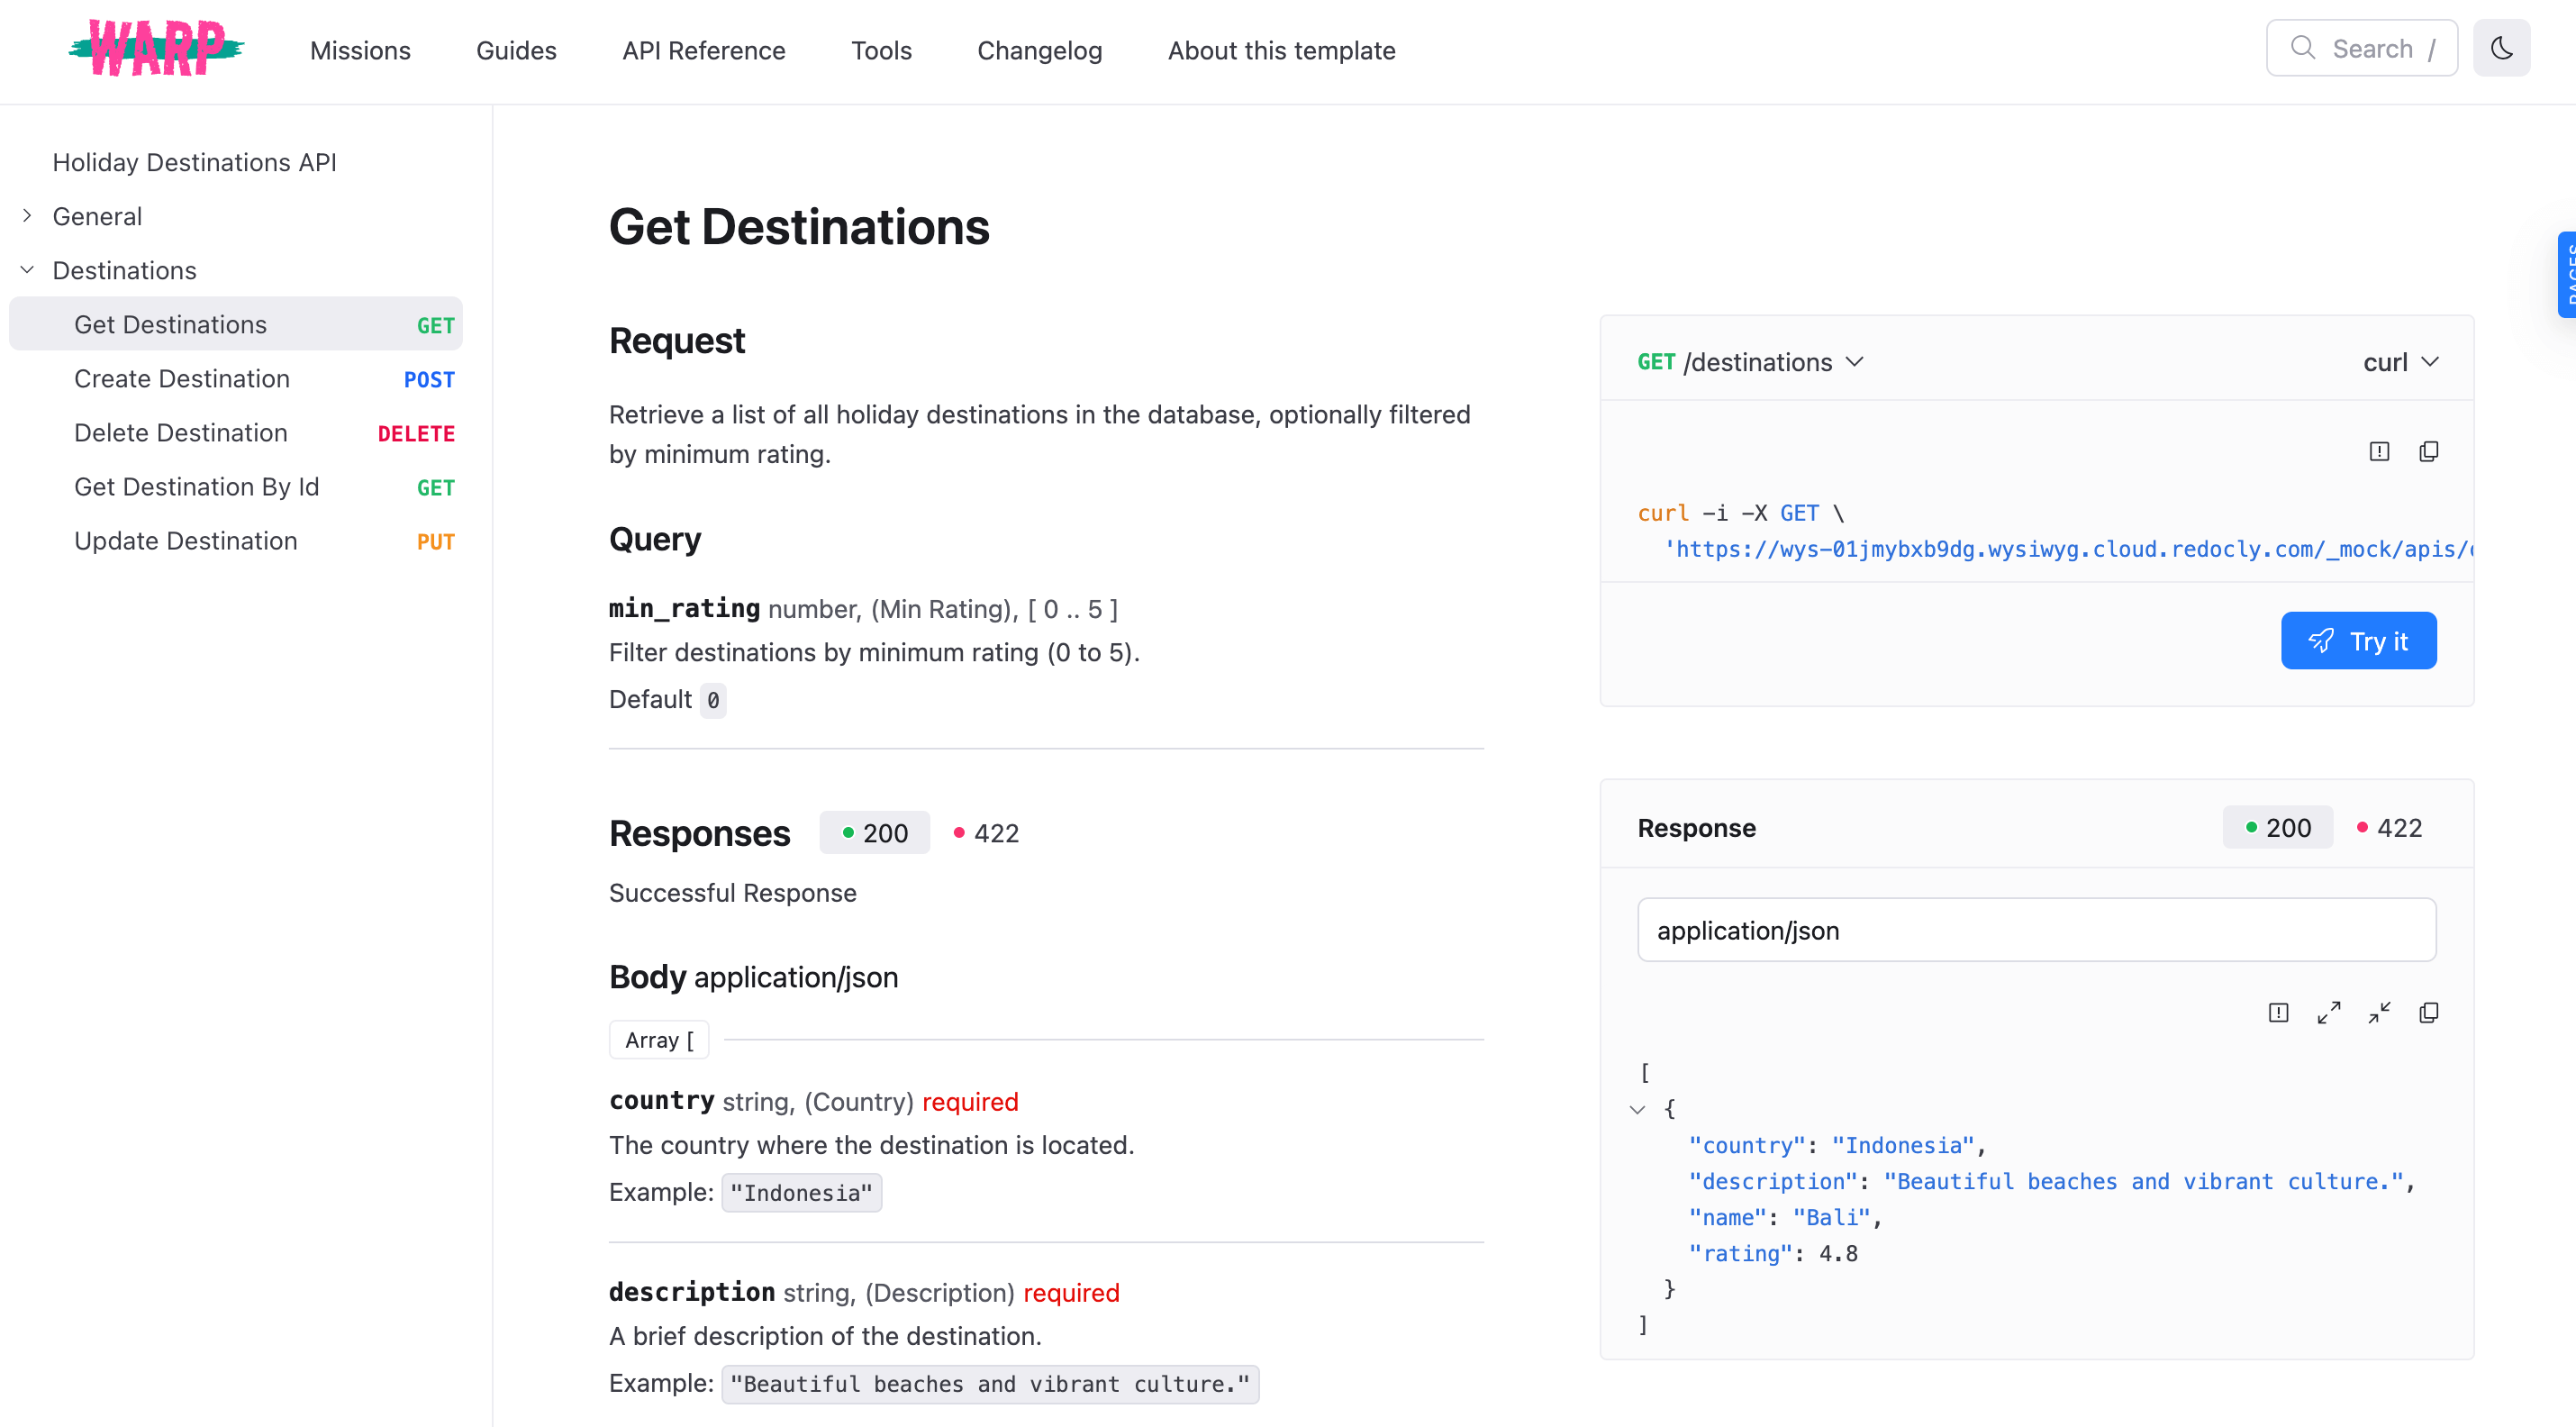 WARP
Missions
Guides
API Reference
Tools
Changelog
About this template
Search /
Holiday Destinations API
General
Destinations
Get Destinations GET
Create Destination POST
Delete Destination DELETE
Get Destination By Id GET
Update Destination PUT
Get Destinations
Request
Retrieve a list of all holiday destinations in the database, optionally filtered
by minimum rating.
Query
min_rating number, (Min Rating), [ 0 .. 5 ]
Filter destinations by minimum rating (0 to 5).
Default 0
Responses 200 422
Successful Response
Body application/json
Array [
country string, (Country) required
The country where the destination is located.
Example: "Indonesia"
description string, (Description) required
A brief description of the destination.
Example: "Beautiful beaches and vibrant culture."
GET /destinations
curl
curl -i -X GET \
'https://wys-01jmybxb9dg.wysiwyg.cloud.redocly.com/_mock/apis/
Try it
Response 200 422
application/json
[
{
"country": "Indonesia",
"description": "Beautiful beaches and vibrant culture.",
"name": "Bali",
"rating": 4.8
}
]
PAGES